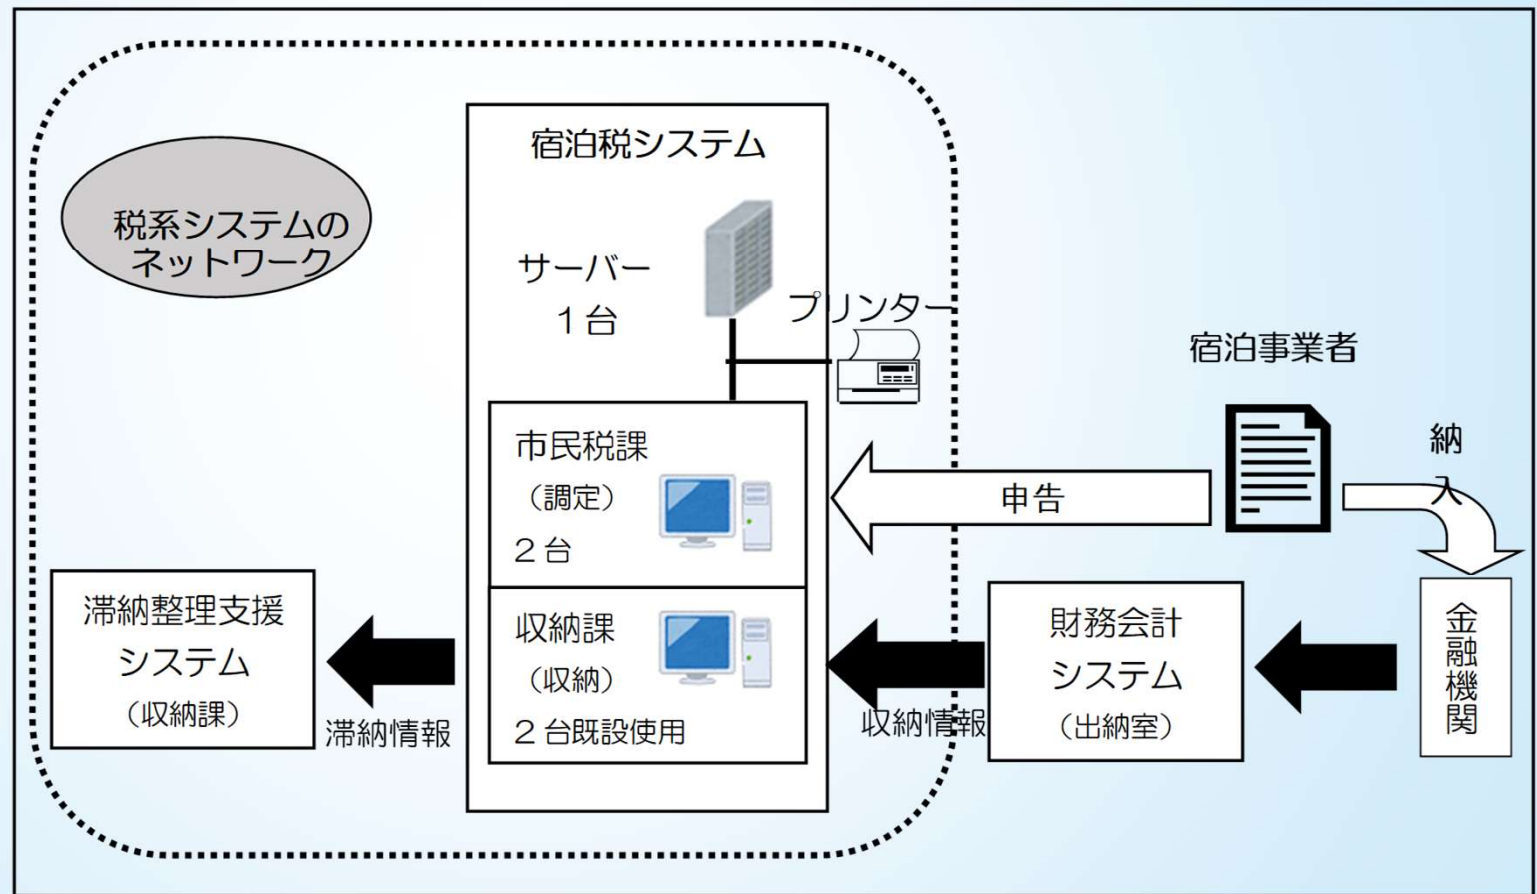 宿泊税システム
税系システムの
ネットワーク
サーバー
1台
プリンター
宿泊事業者
市民税課
（調定）
2台
申告
納
入
滞納整理支援
システム
（収納課）
滞納情報
収納課
（収納）
2台既設使用
収納情報
財務会計
システム
（出納室）
金融機関